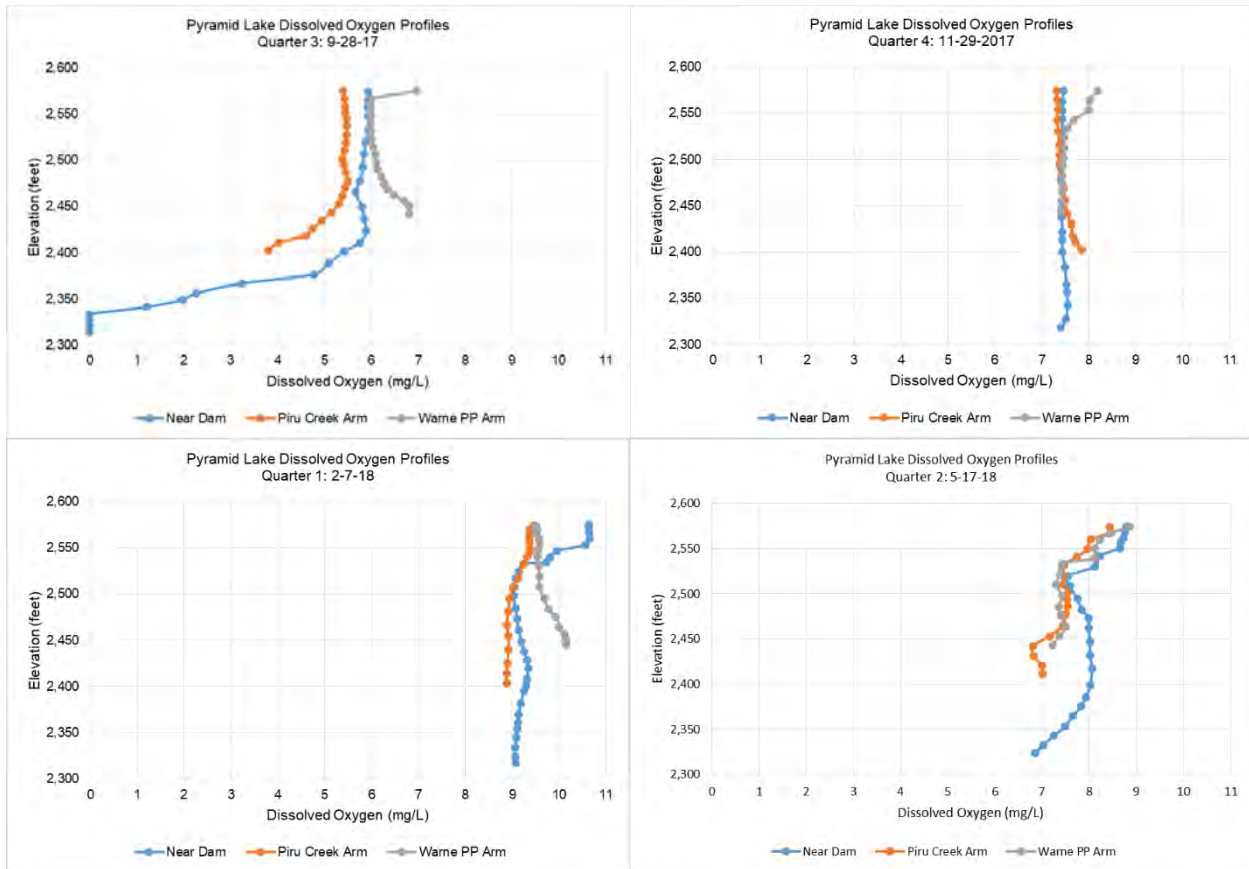 Pyramid Lake Dissolved Oxygen Profiles
Quarter 3: 9-28-17
2,600
2,550
2,500
2,450
2,400
2,350
2,300
Elevation (feet)
0 1 2 3 4 5 6 7 8 9 10 11
Dissolved Oxygen (mg/L)
Near Dam Piru Creek Arm Warne PP Arm
Pyramid Lake Dissolved Oxygen Profiles
Quarter 4: 11-29-2017
2,600
2,550
2,500
2,450
2,400
2,350
2,300
Elevation (feet)
0 1 2 3 4 5 6 7 8 9 10 11
Dissolved Oxygen (mg/L)
Near Dam Piru Creek Arm Warne PP Arm
Pyramid Lake Dissolved Oxygen Profiles
Quarter 1: 2-7-18
2,600
2,550
2,500
2,450
2,400
2,350
2,300
Elevation (feet)
0 1 2 3 4 5 6 7 8 9 10 11
Dissolved Oxygen (mg/L)
Near Dam Piru Creek Arm Warne PP Arm
Pyramid Lake Dissolved Oxygen Profiles
Quarter 2: 5-17-18
2,600
2,550
2,500
2,450
2,400
2,350
2,300
Elevation (feet)
0 1 2 3 4 5 6 7 8 9 10 11
Dissolved Oxygen (mg/L)
Near Dam Piru Creek Arm Warne PP Arm